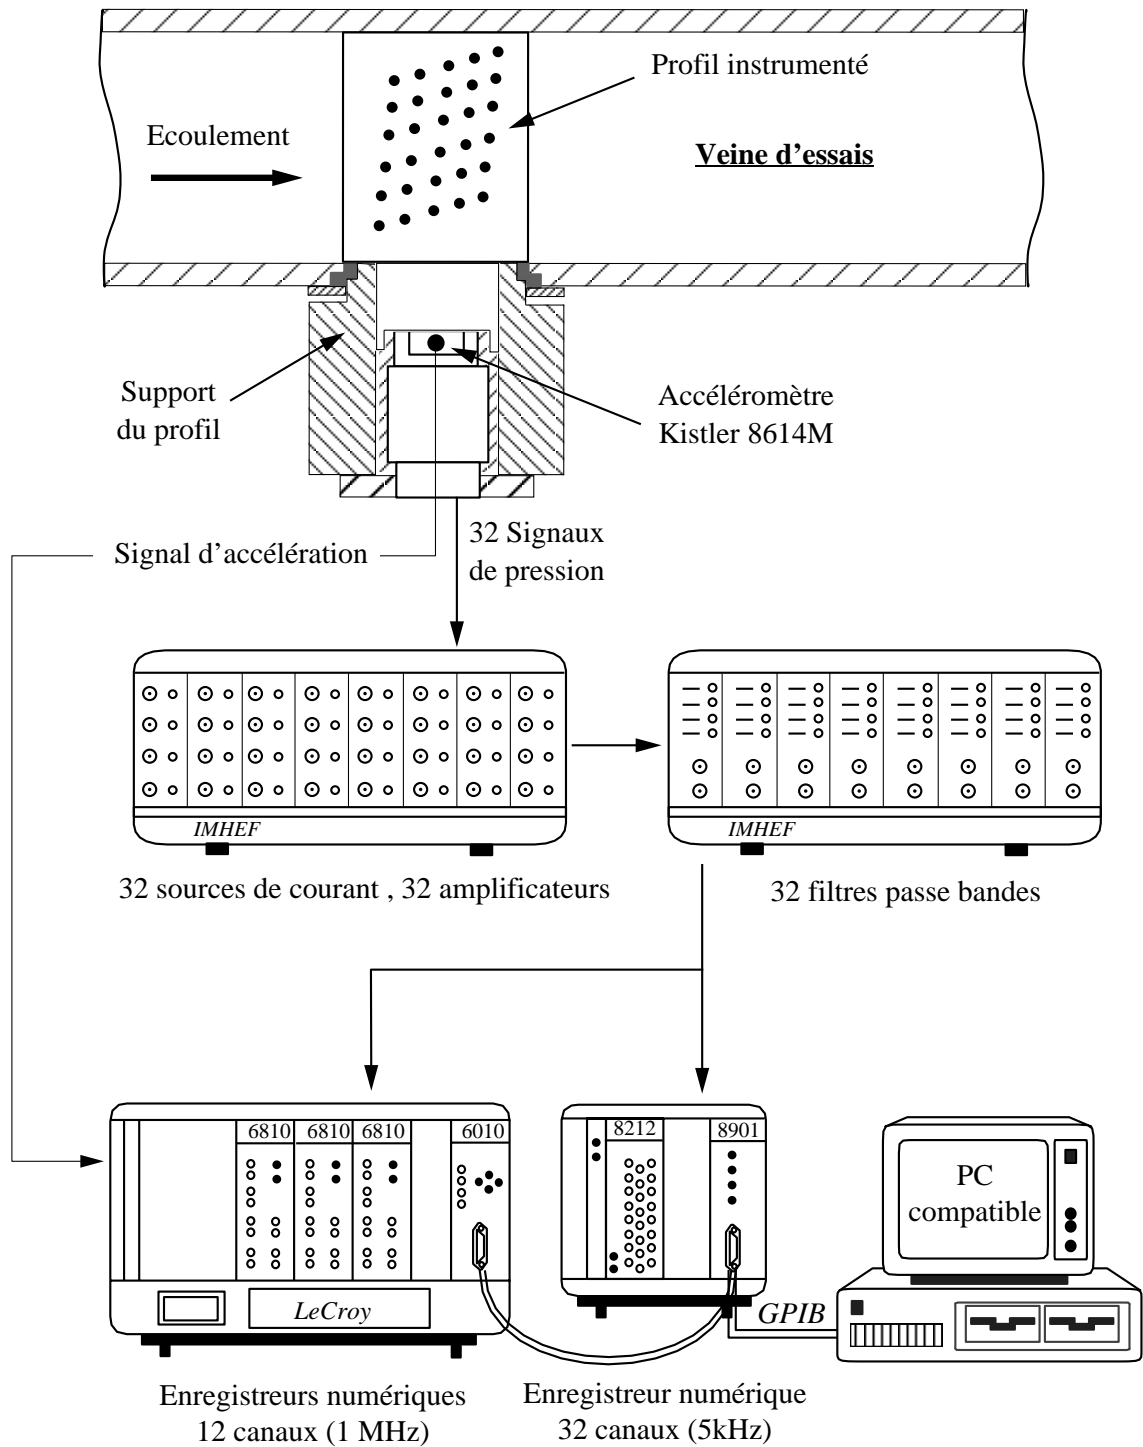 Profil instrumenté
Ecoulement
Veine d’essais
Support
du profil
Accéléromètre
Kistler 8614M
Signal d’accélération
32 Signaux
de pression
IMHEF
IMHEF
32 sources de courant , 32 amplificateurs
32 filtres passe bandes
6810
6810
6810
6010
8212
8901
PC
compatible
LeCroy
GPIB
Enregistreurs numériques
12 canaux (1 MHz)
Enregistreur numérique
32 canaux (5kHz)